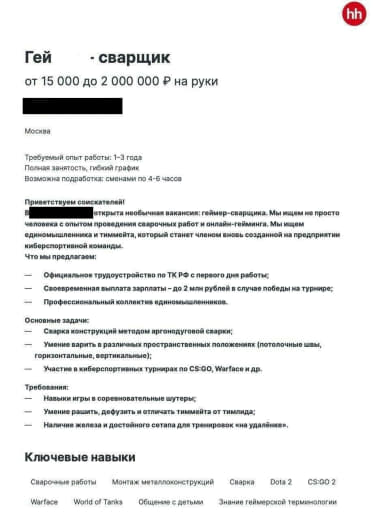 hh
Гей - сварщик
от 15 000 до 2 000 000 ₽ на руки
Москва
Требуемый опыт работы: 1–3 года
Полная занятость, гибкий график
Возможна подработка: сменами по 4-6 часов
Приветствуем соискателей!
В открыта необычная вакансия: геймер-сварщика. Мы ищем не просто
человека с опытом проведения сварочных работ и онлайн-гейминга. Мы ищем
единомышленника и тиммейта, который станет членом вновь созданной на предприятии
киберспортивной команды.
Что мы предлагаем:
— Официальное трудоустройство по ТК РФ с первого дня работы;
— Своевременная выплата зарплаты – до 2 млн рублей в случае победы на турнире;
— Профессиональный коллектив единомышленников.
Основные задачи:
— Сварка конструкций методом аргонодуговой сварки;
— Умение варить в различных пространственных положениях (потолочные швы,
горизонтальные, вертикальные);
— Участие в киберспортивных турнирах по CS:GO, Warface и др.
Требования:
— Навыки игры в соревновательные шутеры;
— Умение рашить, дефузить и отличать тиммейта от тимлида;
— Наличие железа и достойного сетапа для тренировок «на удалёнке».
Ключевые навыки
Сварочные работы Монтаж металлоконструкций Сварка Dota 2 CS:GO 2
Warface World of Tanks Общение с детьми Знание геймерской терминологии